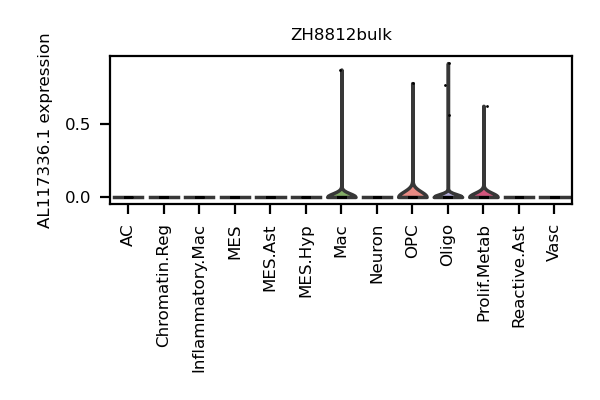 ZH8812bulk
AL117336.1 expression
0.5
0.0
AC
Chromatin.Reg
Inflammatory.Mac
MES
MES.Ast
MES.Hyp
Mac
Neuron
OPC
Oligo
Prolif.Metab
Reactive.Ast
Vasc